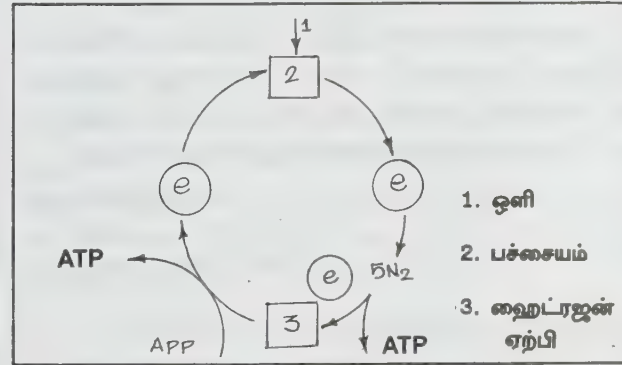 1
2
e
e
1. ஒளி
2. பச்சையம்
3. ஹைட்ரஜன்
ஏற்பி
ATP
e
5N2
3
APP
ATP